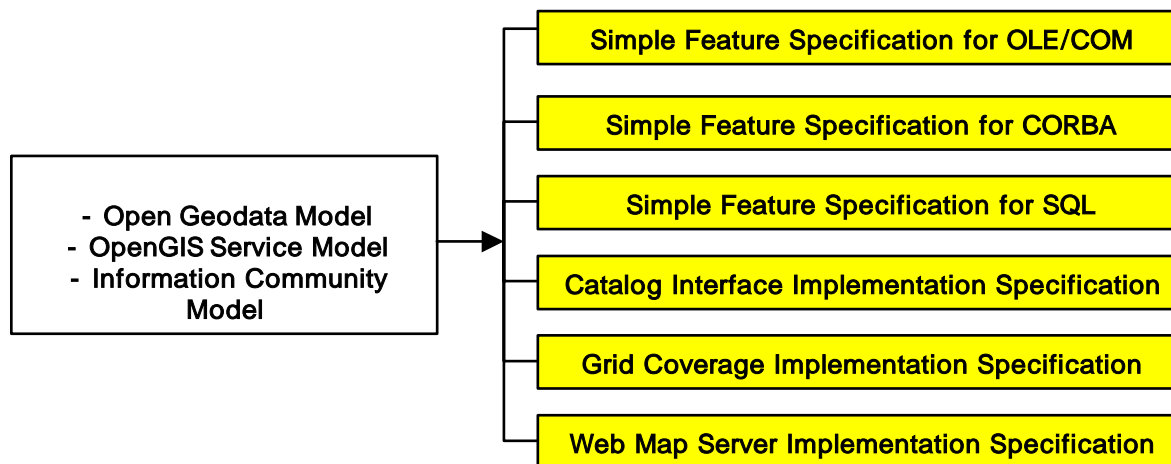 - Open Geodata Model
- OpenGIS Service Model
- Information Community
Model
Simple Feature Specification for OLE/COM
Simple Feature Specification for CORBA
Simple Feature Specification for SQL
Catalog Interface Implementation Specification
Grid Coverage Implementation Specification
Web Map Server Implementation Specification